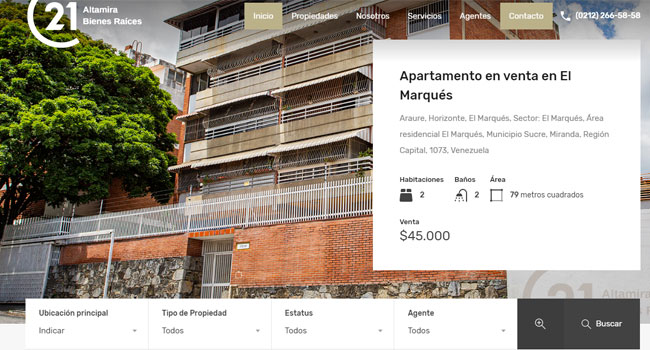 21
Altamira
Bienes Raíces
Inicio Propiedades Nosotros Servicios Agentes Contacto (0212) 266-58-58
Apartamento en venta en El
Marqués
Araure, Horizonte, El Marqués, Sector: El Marqués, Área
residencial El Marqués, Municipio Sucre, Miranda, Región
Capital, 1073, Venezuela
Habitaciones Baños Área
2 2 79 metros cuadrados
Venta
$45.000
21 Altamira
Ubicación principal Tipo de Propiedad Estatus Agente
Indicar Todos Todos Todos Buscar